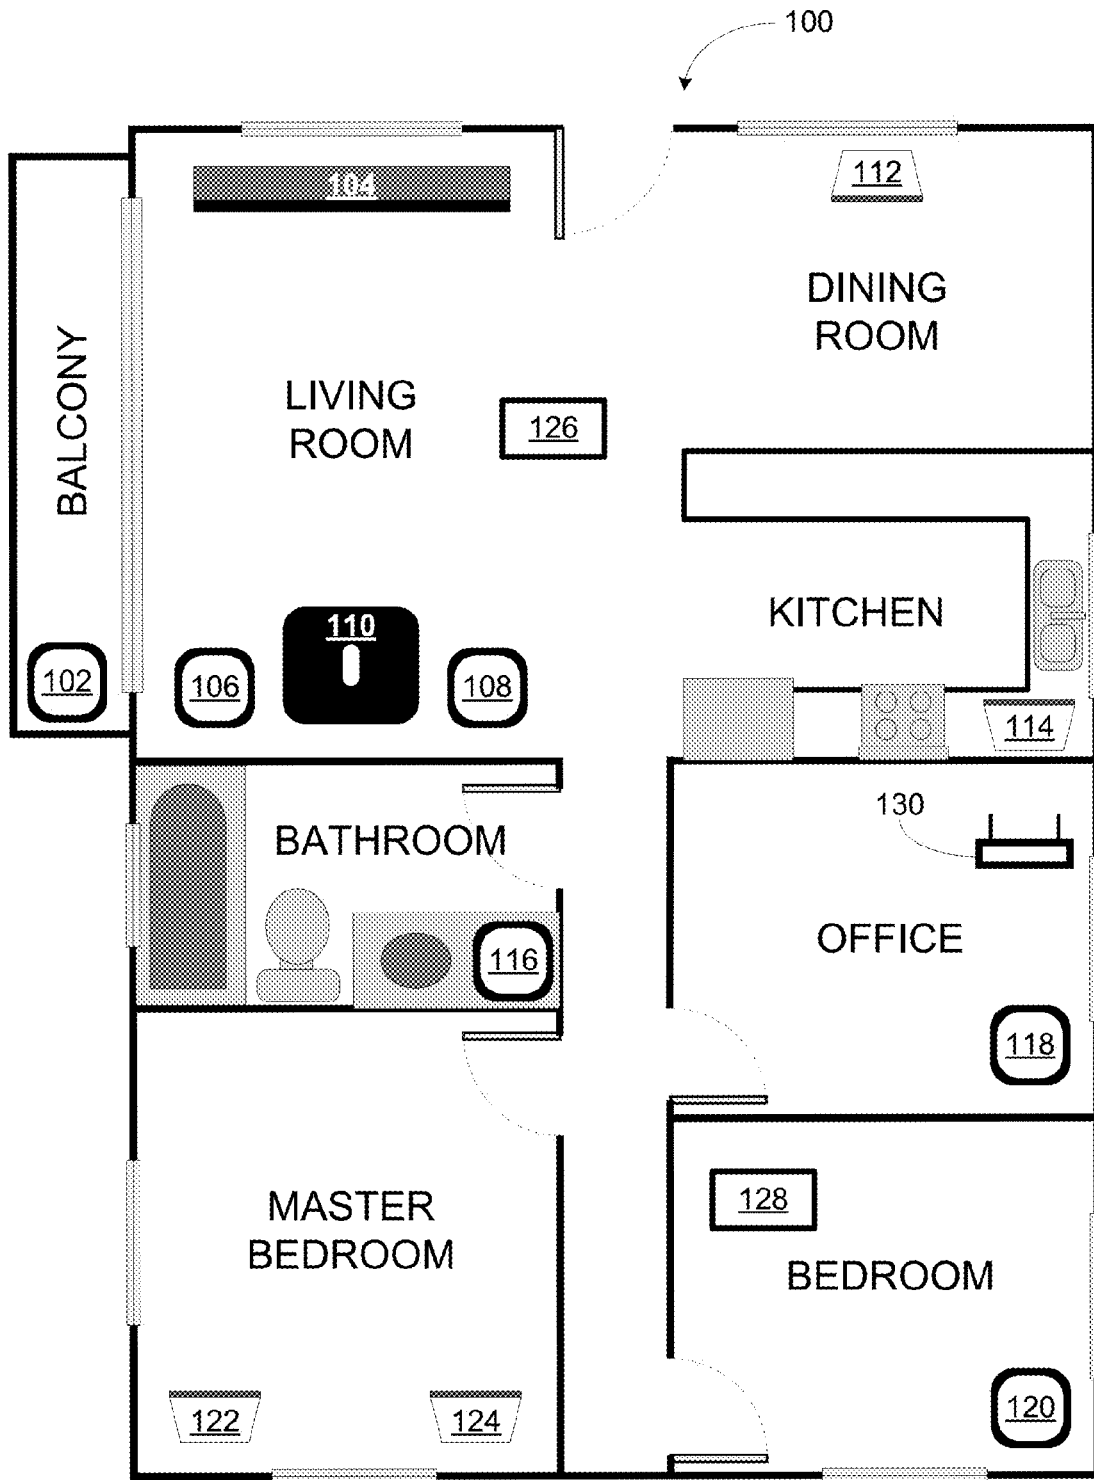 100
104
112
DINING
ROOM
BALCONY
LIVING
ROOM
126
KITCHEN
110
102
106
108
114
130
BATHROOM
OFFICE
116
118
128
MASTER
BEDROOM
BEDROOM
122
124
120